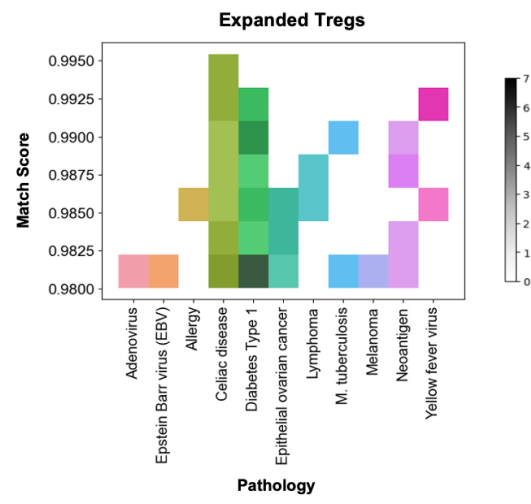 Expanded Tregs
Match Score
0.9950
0.9925
0.9900
0.9875
0.9850
0.9825
0.9800
7
6
5
4
3
2
1
0
Adenovirus
Epstein Barr virus (EBV)
Allergy
Celiac disease
Diabetes Type 1
Epithelial ovarian cancer
Lymphoma
M. tuberculosis
Melanoma
Neoantigen
Yellow fever virus
Pathology